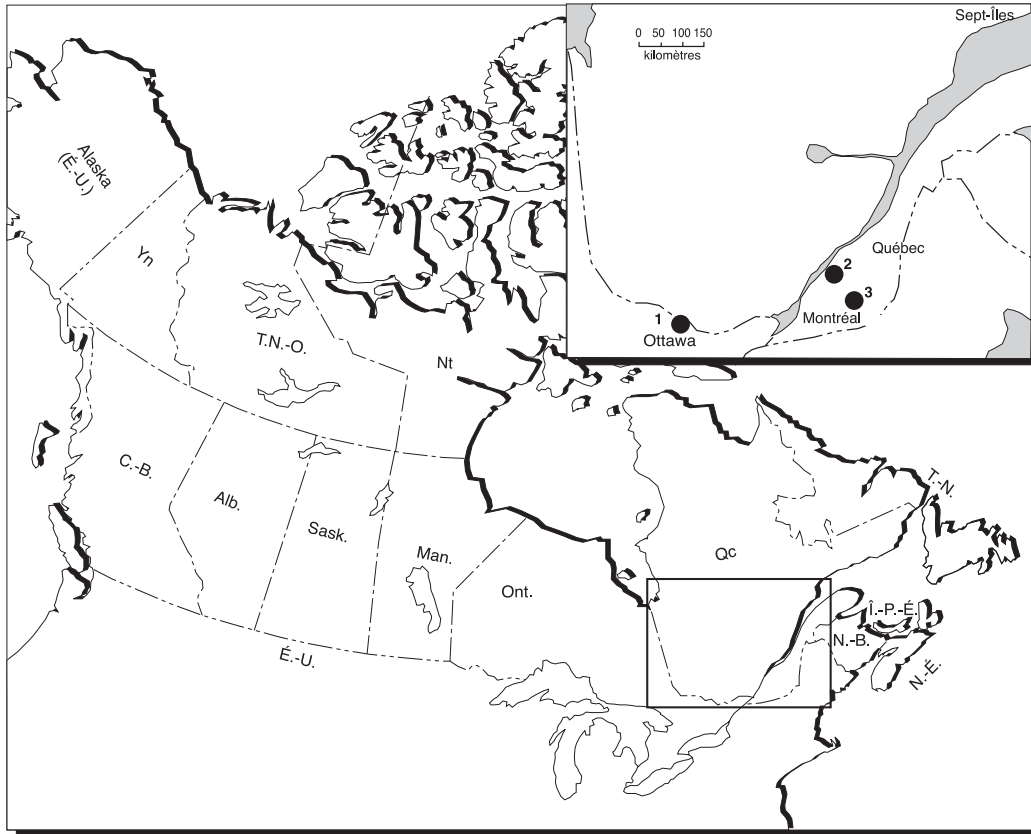 Sept-Îles
0 50 100 150
kilomètres
Québec
2
3
Montréal
1
Ottawa
Alaska
(É.-U.)
Yn
T.N.-O.
Nt
C.-B.
Alb.
Sask.
Man.
Ont.
Qc
T.-N.
Î.-P.-É.
N.-B.
N.-É.
É.-U.